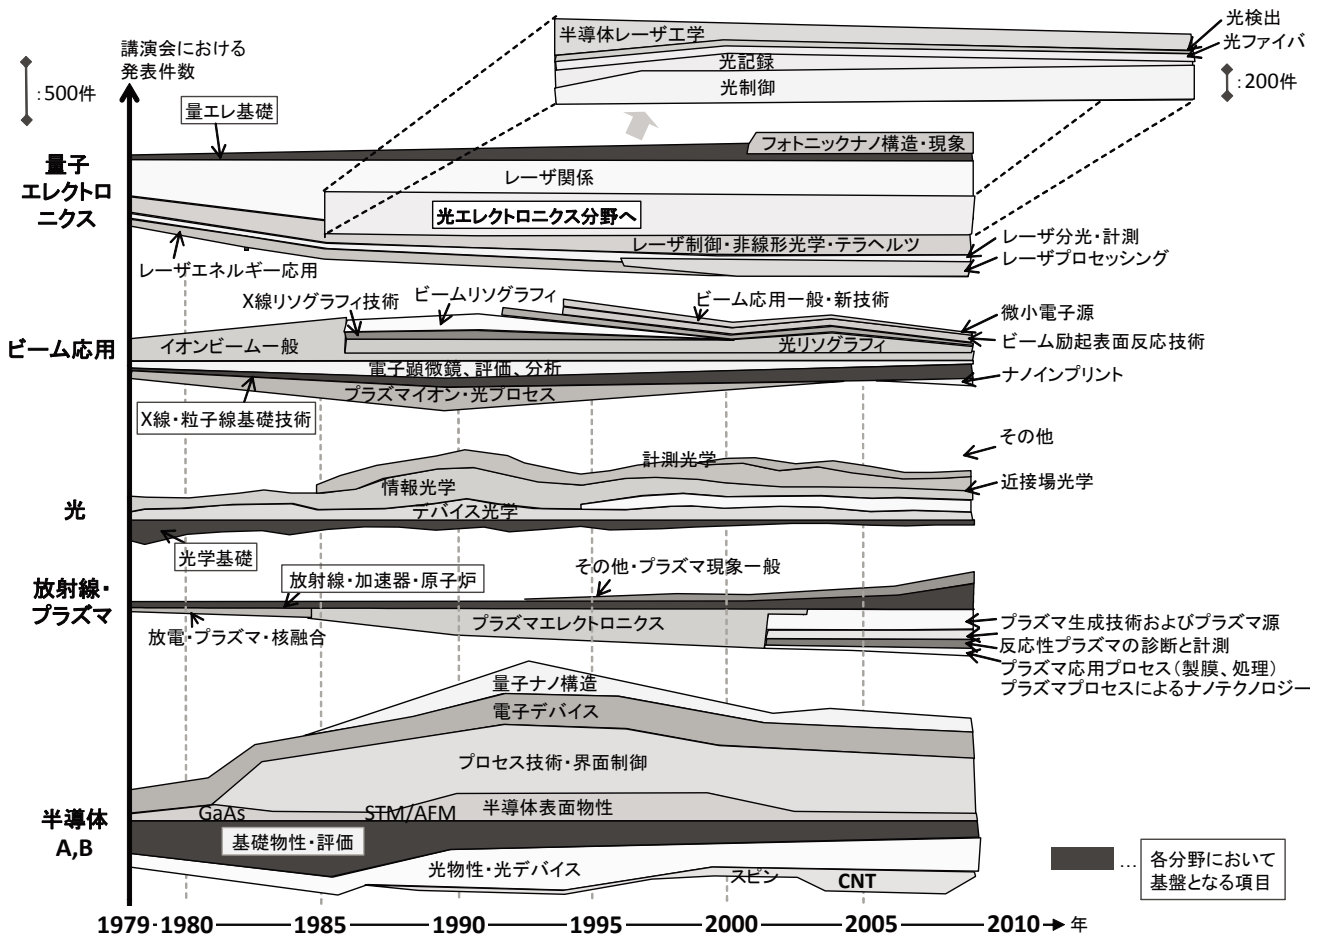 講演会における
発表件数
:500件
半導体レーザ工学
光記録
光制御
光検出
光ファイバ
:200件
量子
エレクトロ
ニクス
量エレ基礎
フォトニックナノ構造・現象
レーザ関係
光エレクトロニクス分野へ
レーザ制御・非線形光学・テラヘルツ
レーザ分光・計測
レーザプロセッシング
レーザエネルギー応用
ビーム応用
X線リソグラフィ技術
ビームリソグラフィ
ビーム応用一般・新技術
微小電子源
イオンビーム一般
光リソグラフィ
ビーム励起表面反応技術
電子顕微鏡、評価、分析
ナノインプリント
プラズマイオン・光プロセス
X線・粒子線基礎技術
光
その他
計測光学
情報光学
近接場光学
デバイス光学
光学基礎
放射線・
プラズマ
放射線・加速器・原子炉
その他・プラズマ現象一般
放電・プラズマ・核融合
プラズマエレクトロニクス
プラズマ生成技術およびプラズマ源
反応性プラズマの診断と計測
プラズマ応用プロセス(製膜、処理)
プラズマプロセスによるナノテクノロジー
半導体
A,B
量子ナノ構造
電子デバイス
プロセス技術・界面制御
GaAs
STM/AFM
半導体表面物性
基礎物性・評価
光物性・光デバイス
スピン
CNT
… 各分野において
基盤となる項目
1979 1980 1985 1990 1995 2000 2005 2010 年